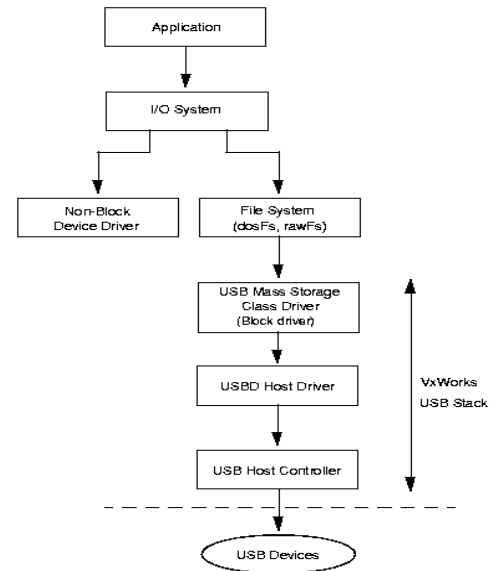 Application
I/O System
Non-Block
Device Driver
File System
(dosFs, rawFs)
USB Mass Storage
Class Driver
(Block driver)
USBD Host Driver
VxWorks
USB Stack
USB Host Controller
USB Devices